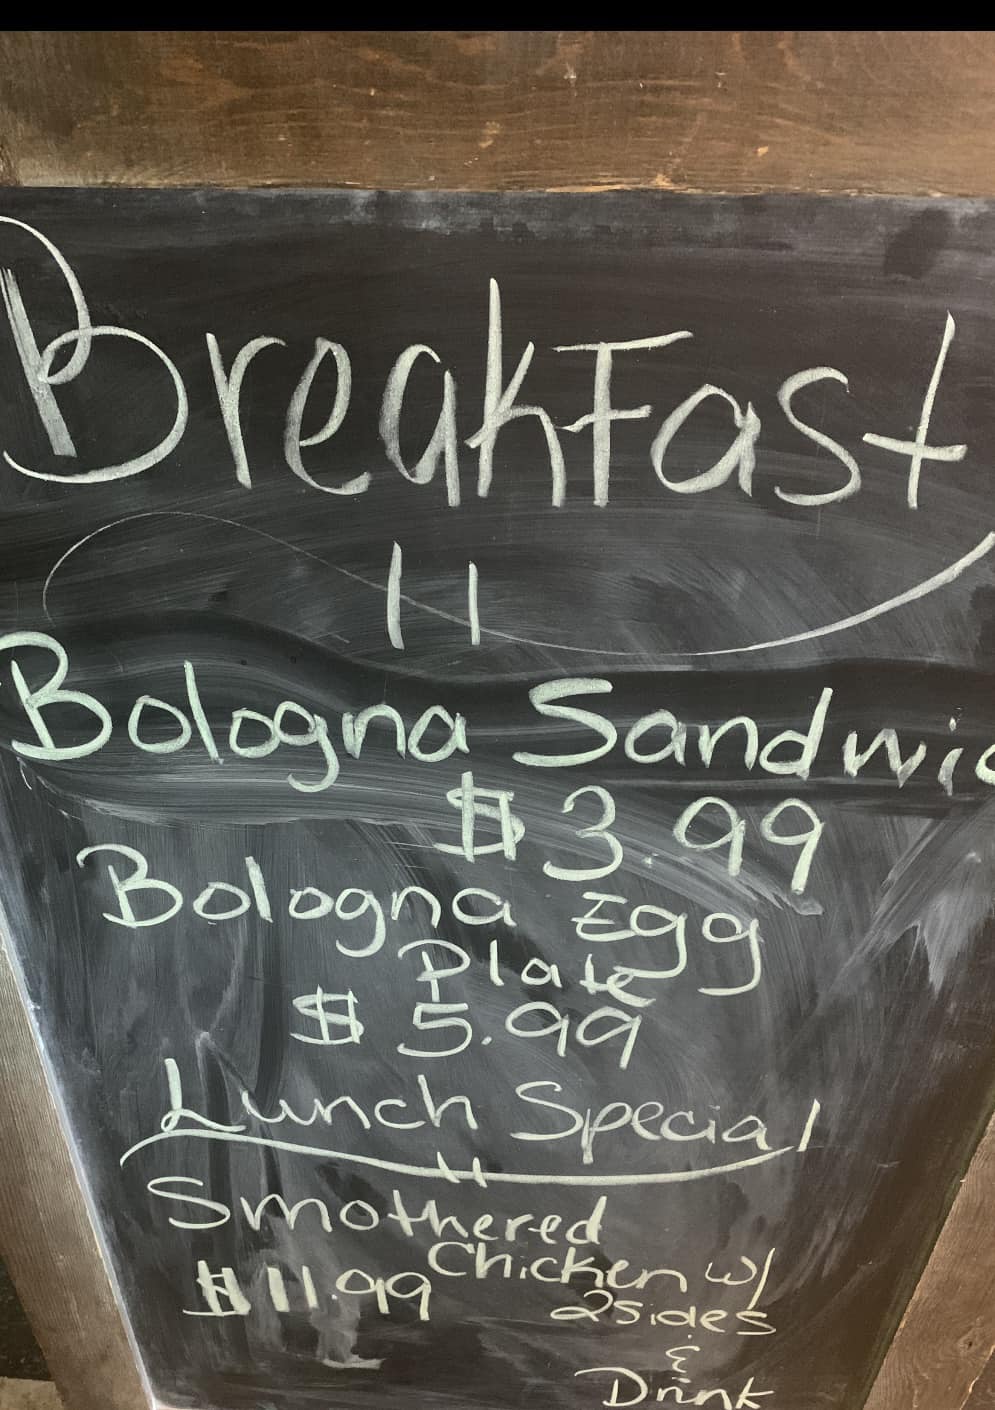 BreakFast
Bologna Sandwic
$3.99
Bologna Egg
Plate
$5.99
Lunch Special
Smothered
Chicken w/
$11.99 2sides
&
Drink